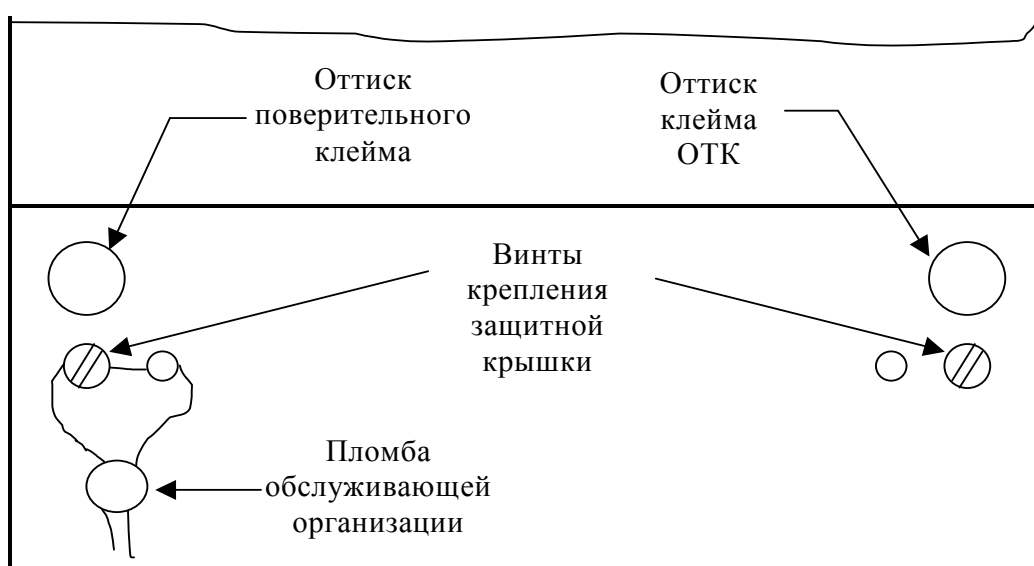 Оттиск
поверительного
клейма
Оттиск
клейма
ОТК
Винты
крепления
защитной
крышки
Пломба
обслуживающей
организации